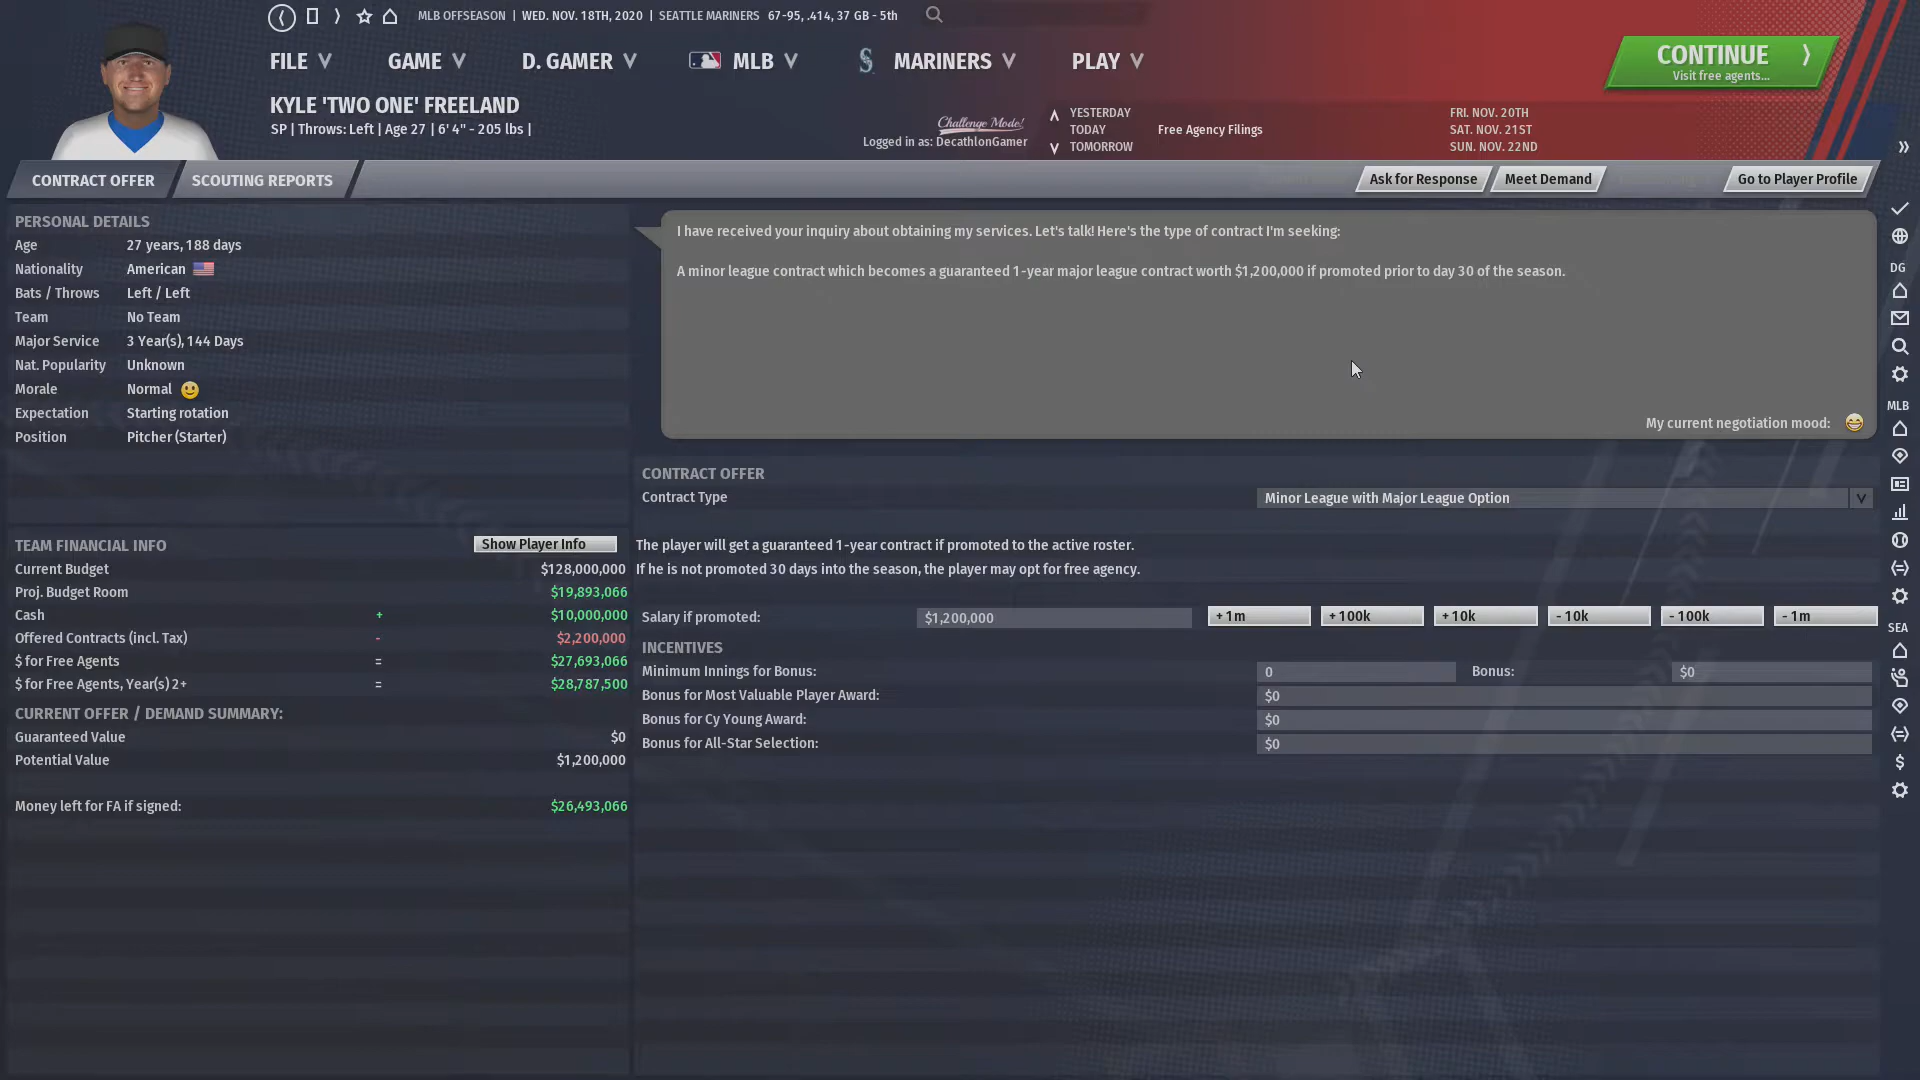 MLB OFFSEASON | WED. NOV. 18TH, 2020 | SEATTLE MARINERS 67-95, .414, 37 GB - 5th
FILE GAME D. GAMER MLB MARINERS PLAY
CONTINUE
Visit free agents...
KYLE 'TWO ONE' FREELAND
SP | Throws: Left | Age 27 | 6' 4" - 205 lbs |
Challenge Mode!
Logged in as: DecathlonGamer
YESTERDAY
TODAY Free Agency Filings
TOMORROW
FRI. NOV. 20TH
SAT. NOV. 21ST
SUN. NOV. 22ND
CONTRACT OFFER SCOUTING REPORTS
Ask for Response Meet Demand Go to Player Profile
PERSONAL DETAILS
Age 27 years, 188 days
Nationality American
Bats / Throws Left / Left
Team No Team
Major Service 3 Year(s), 144 Days
Nat. Popularity Unknown
Morale Normal
Expectation Starting rotation
Position Pitcher (Starter)
I have received your inquiry about obtaining my services. Let's talk! Here's the type of contract I'm seeking:
A minor league contract which becomes a guaranteed 1-year major league contract worth $1,200,000 if promoted prior to day 30 of the season.
My current negotiation mood:
TEAM FINANCIAL INFO Show Player Info
Current Budget $128,000,000
Proj. Budget Room $19,893,066
Cash + $10,000,000
Offered Contracts (incl. Tax) - $2,200,000
$ for Free Agents = $27,693,066
$ for Free Agents, Year(s) 2+ = $28,787,500
CURRENT OFFER / DEMAND SUMMARY:
Guaranteed Value $0
Potential Value $1,200,000
Money left for FA if signed: $26,493,066
CONTRACT OFFER
Contract Type Minor League with Major League Option
The player will get a guaranteed 1-year contract if promoted to the active roster.
If he is not promoted 30 days into the season, the player may opt for free agency.
Salary if promoted: $1,200,000 + 1m + 100k + 10k - 10k - 100k - 1m
INCENTIVES
Minimum Innings for Bonus: 0 Bonus: $0
Bonus for Most Valuable Player Award: $0
Bonus for Cy Young Award: $0
Bonus for All-Star Selection: $0
DG
MLB
SEA